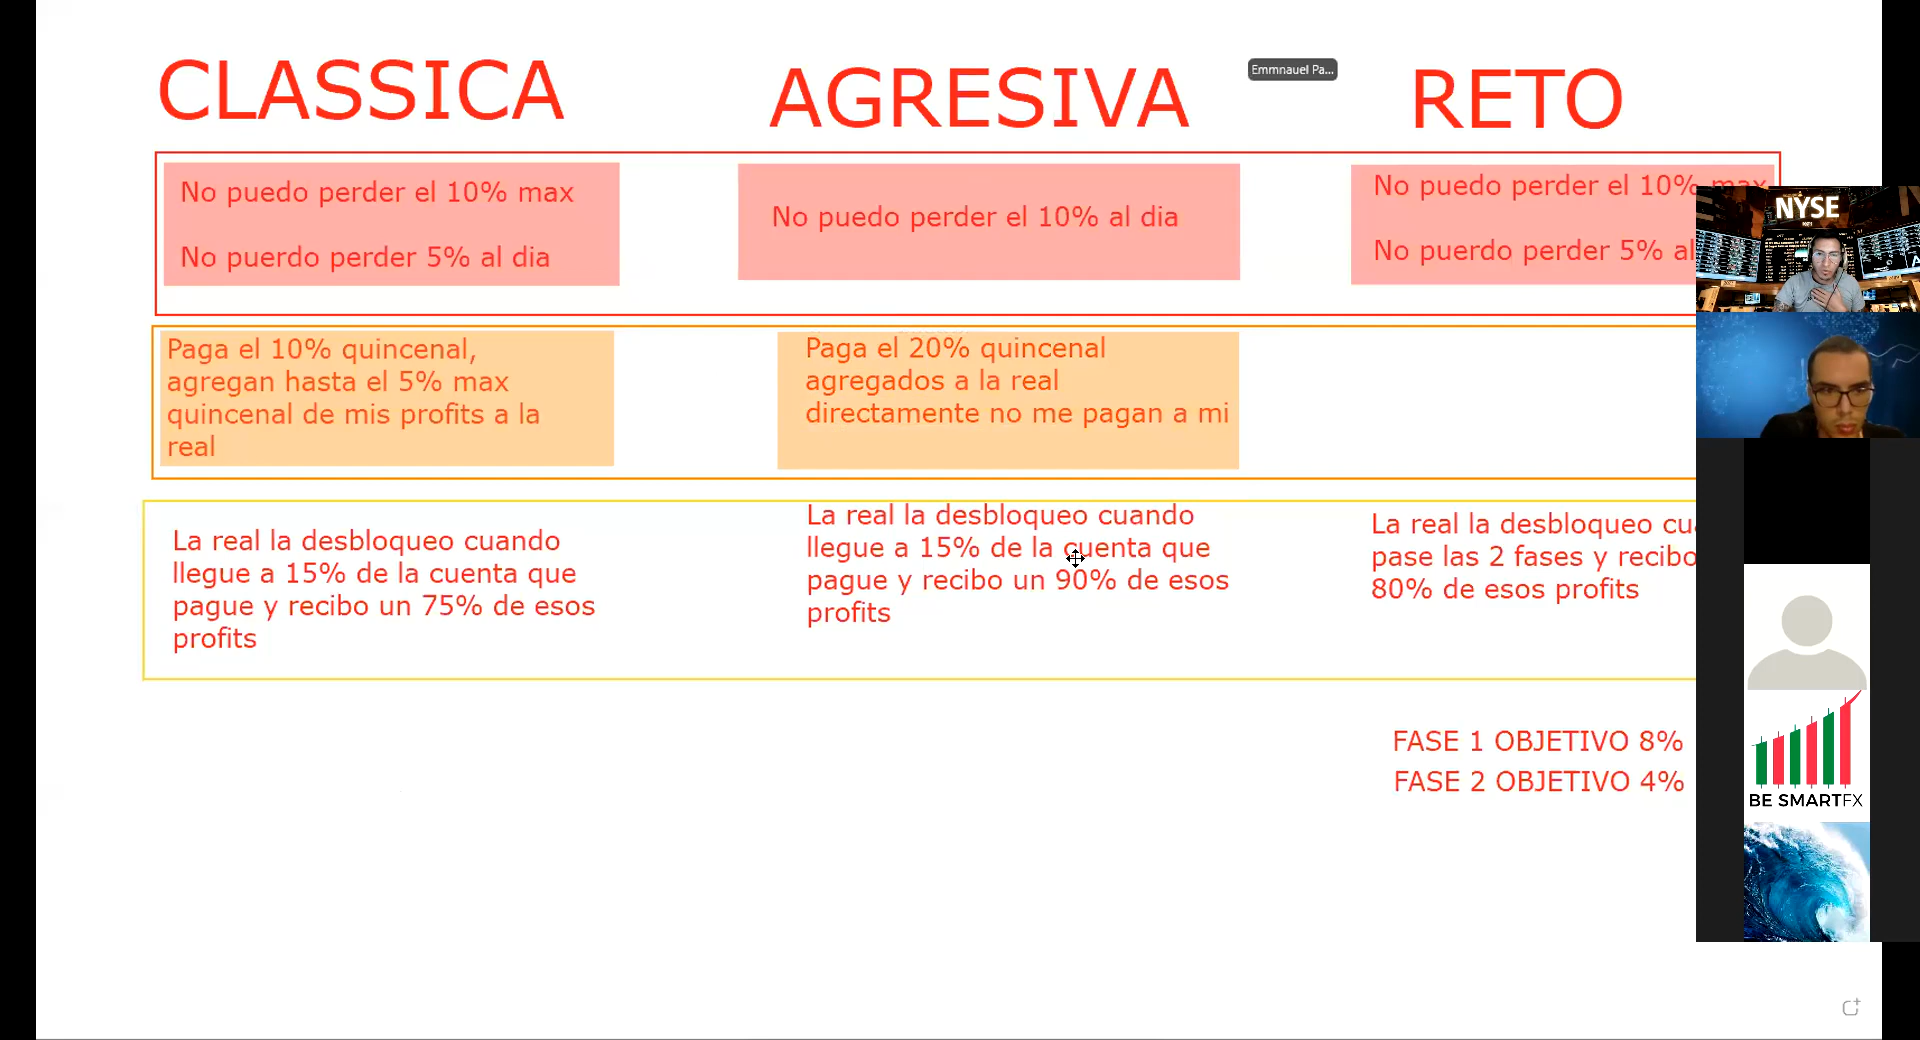 CLASSICA
AGRESIVA
Emmnauel Pa...
RETO
No puedo perder el 10% max
No puerdo perder 5% al dia
No puedo perder el 10% al dia
No puedo perder el 10% max
No puerdo perder 5% al
NYSE
Paga el 10% quincenal,
agregan hasta el 5% max
quincenal de mis profits a la
real
Paga el 20% quincenal
agregados a la real
directamente no me pagan a mi
La real la desbloqueo cuando
llegue a 15% de la cuenta que
pague y recibo un 75% de esos
profits
La real la desbloqueo cuando
llegue a 15% de la cuenta que
pague y recibo un 90% de esos
profits
La real la desbloqueo cu
pase las 2 fases y recibo
80% de esos profits
FASE 1 OBJETIVO 8%
FASE 2 OBJETIVO 4%
BE SMARTFX